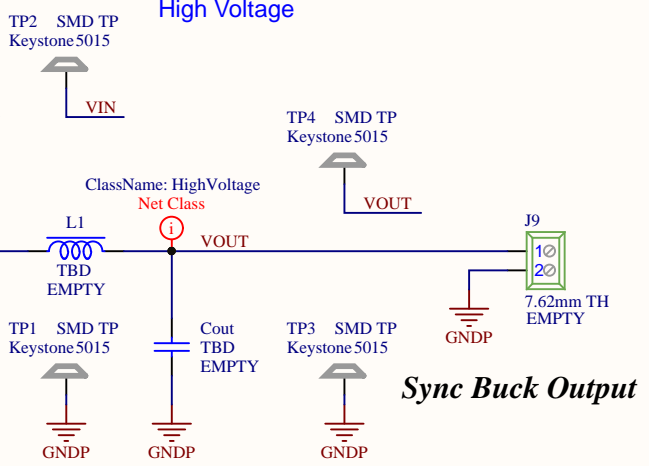 High Voltage
TP2 SMD TP
Keystone 5015
VIN
TP4 SMD TP
Keystone 5015
VOUT
ClassName: HighVoltage
Net Class
i
L1
TBD
EMPTY
VOUT
J9
1
2
7.62mm TH
EMPTY
GNDP
TP1 SMD TP
Keystone 5015
GNDP
Cout
TBD
EMPTY
GNDP
TP3 SMD TP
Keystone 5015
GNDP
Sync Buck Output